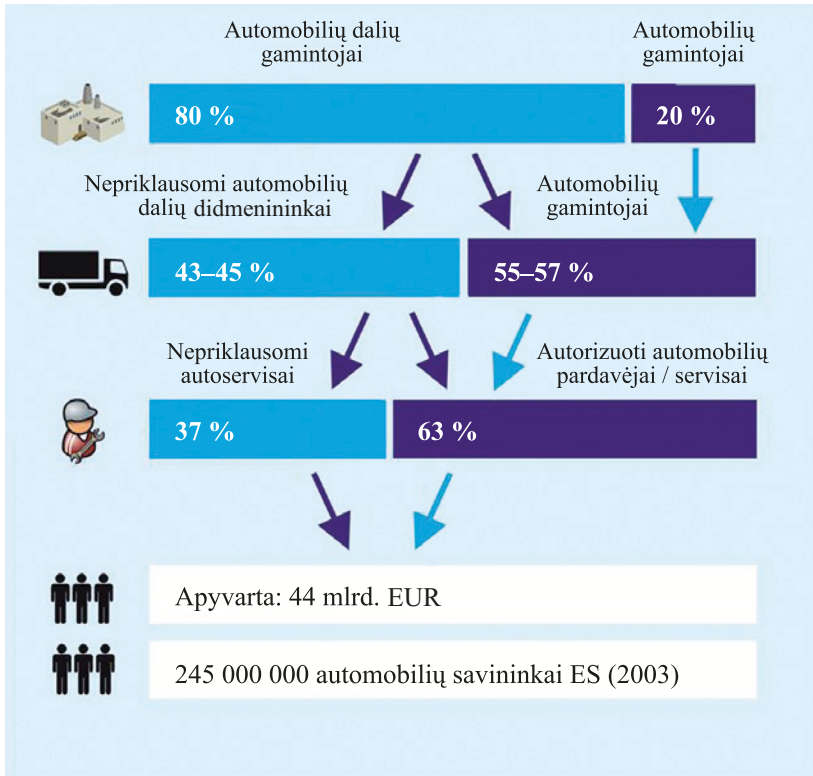 Automobilių dalių
gamintojai
Automobilių
gamintojai
80 %
20 %
Nepriklausomi automobilių
dalių didmenininkai
Automobilių
gamintojai
43–45 %
55–57 %
Nepriklausomi
autoservisai
Autorizuoti automobilių
pardavėjai / servisai
37 %
63 %
Apyvarta: 44 mlrd. EUR
245 000 000 automobilių savininkai ES (2003)